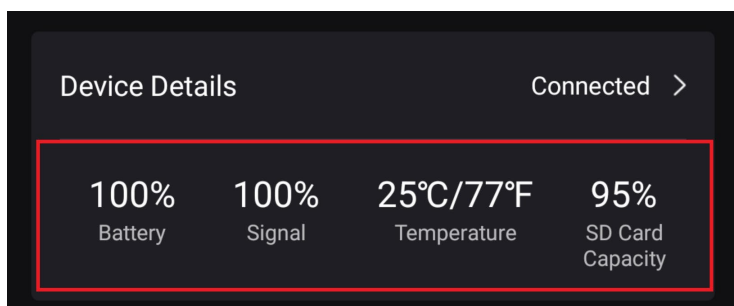 Device Details Connected
100% 100% 25℃/77℉ 95%
Battery Signal Temperature SD Card
Capacity